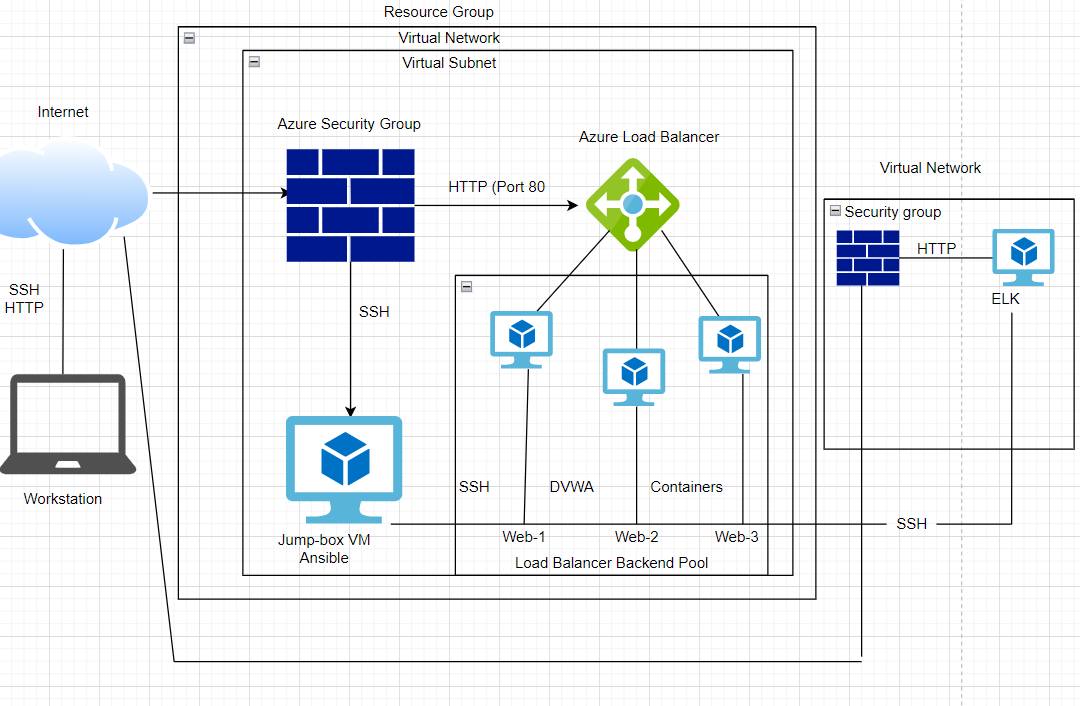 Resource Group
Virtual Network
Virtual Subnet
Internet
Azure Security Group
Azure Load Balancer
Virtual Network
HTTP (Port 80
Security group
HTTP
ELK
SSH
HTTP
SSH
Workstation
SSH
DVWA
Containers
SSH
Jump-box VM
Ansible
Web-1
Web-2
Web-3
Load Balancer Backend Pool